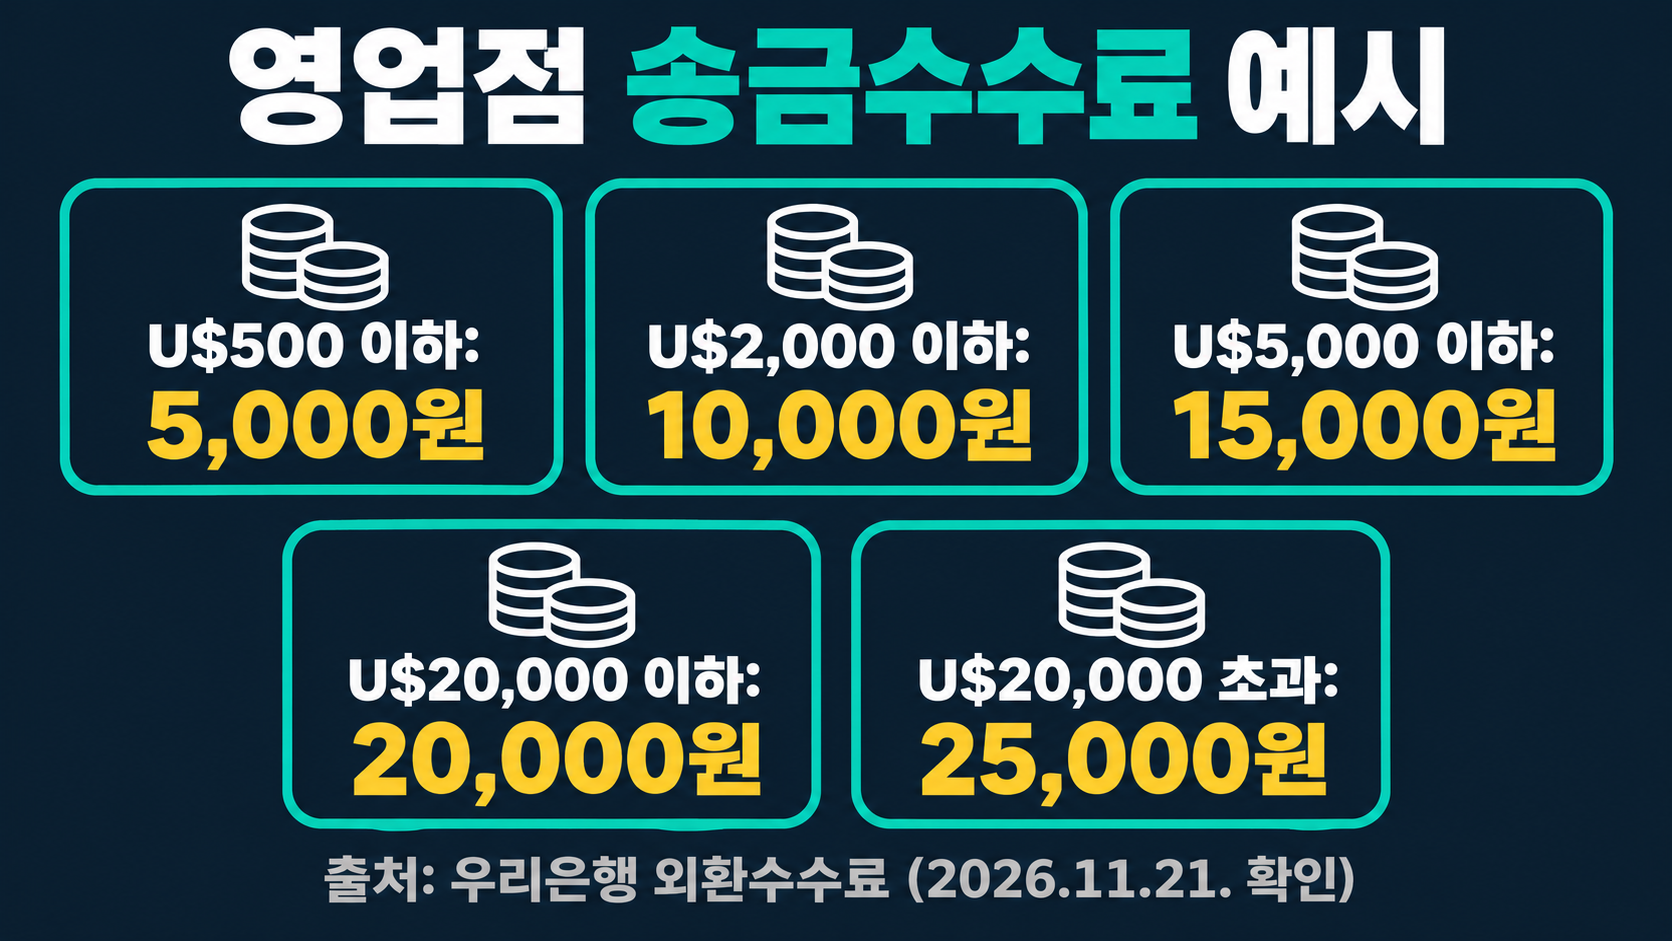 영업점 송금수수료 예시
U$500 이하:
5,000원
U$2,000 이하:
10,000원
U$5,000 이하:
15,000원
U$20,000 이하:
20,000원
U$20,000 초과:
25,000원
출처: 우리은행 외환수수료 (2026.11.21. 확인)